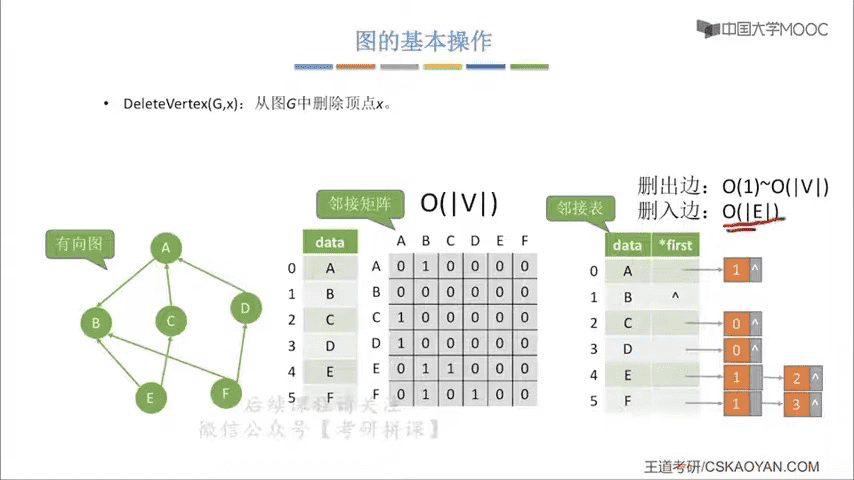 中国大学MOOC
图的基本操作
• DeleteVertex(G,x)：从图G中删除顶点x。
删出边：O(1)~O(|V|)
删入边：O(|E|)
邻接矩阵
O(|V|)
邻接表
有向图
A
B
C
D
E
F
data
0 A
1 B
2 C
3 D
4 E
5 F
A B C D E F
A 0 1 0 0 0 0
B 0 0 0 0 0 0
C 1 0 0 0 0 0
D 1 0 0 0 0 0
E 0 1 1 0 0 0
F 0 1 0 1 0 0
data *first
0 A 1 ^
1 B ^
2 C 0 ^
3 D 0 ^
4 E 1 2 ^
5 F 1 3 ^
后续课程请关注
微信公众号【考研拼课】
王道考研/CSKAOYAN.COM